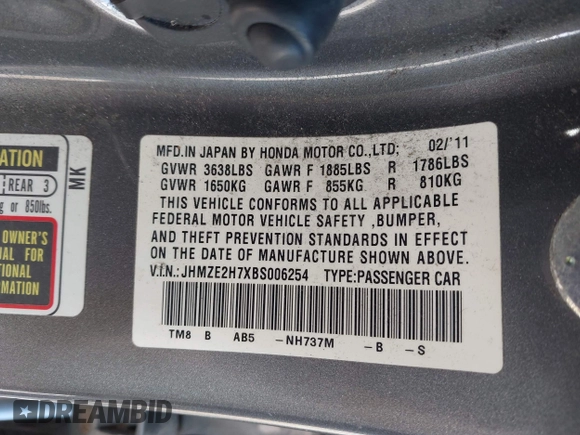 MFD.IN JAPAN BY HONDA MOTOR CO.,LTD; 02/'11
GVWR 3638LBS GAWR F 1885LBS R 1786LBS
GVWR 1650KG GAWR F 855KG R 810KG
THIS VEHICLE CONFORMS TO ALL APPLICABLE
FEDERAL MOTOR VEHICLE SAFETY ,BUMPER,
AND THEFT PREVENTION STANDARDS IN EFFECT
ON THE DATE OF MANUFACTURE SHOWN ABOVE.
V.I.N.:JHMZE2H7XBS006254 TYPE:PASSENGER CAR
TM8 B AB5 -NH737M -B -S
MK
REAR 3
or 850lbs.
OWNER'S
FOR
DREAMBID